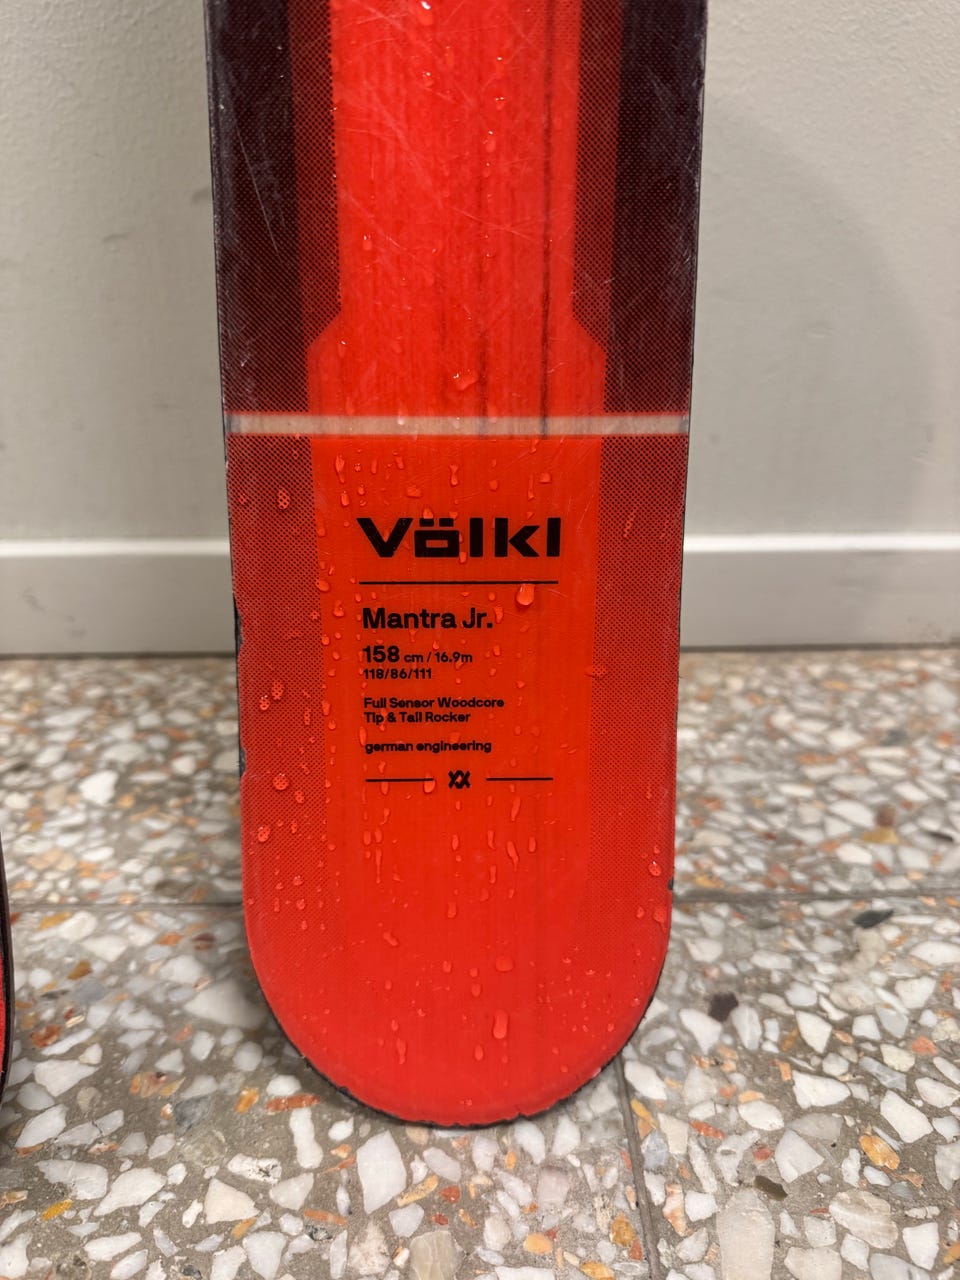 Völkl
Mantra Jr.
158 cm / 16.9m
118/86/111
Full Sensor Woodcore
Tip & Tail Rocker
german engineering